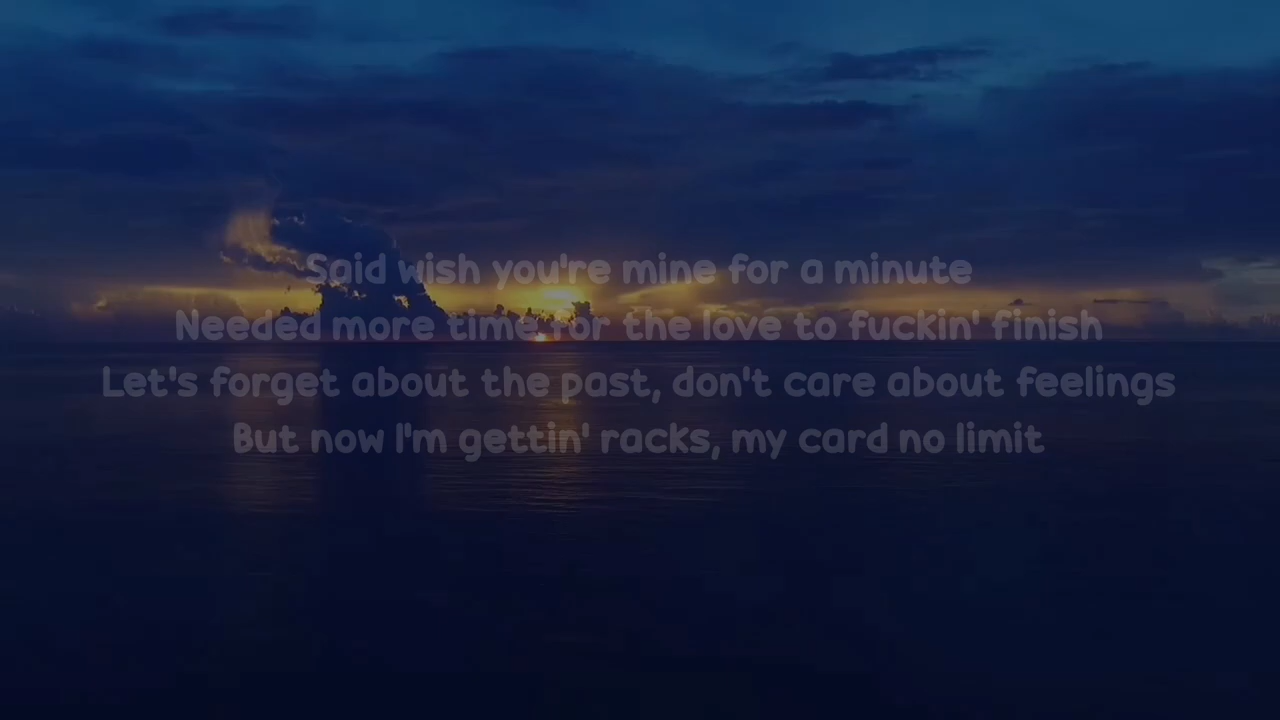 Said wish you're mine for a minute
Needed more time for the love to fuckin' finish
Let's forget about the past, don't care about feelings
But now I'm gettin' racks, my card no limit